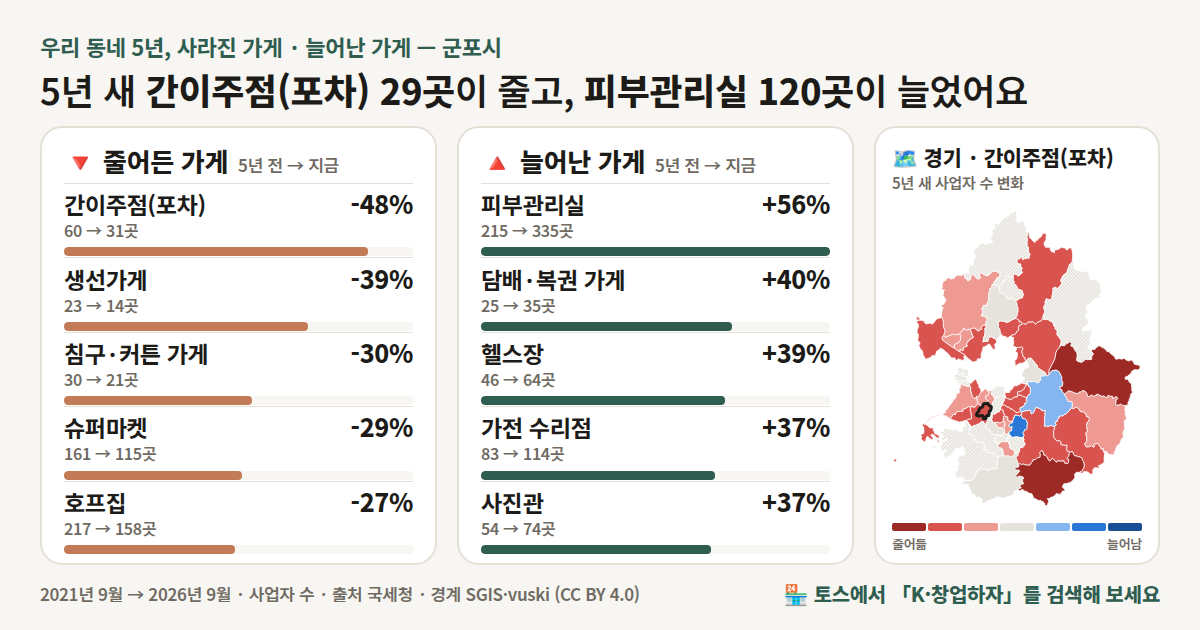 우리 동네 5년, 사라진 가게 · 늘어난 가게 — 군포시
5년 새 간이주점(포차) 29곳이 줄고, 피부관리실 120곳이 늘었어요
🔻 줄어든 가게 5년 전 → 지금
간이주점(포차) -48%
60 → 31곳
생선가게 -39%
23 → 14곳
침구·커튼 가게 -30%
30 → 21곳
슈퍼마켓 -29%
161 → 115곳
호프집 -27%
217 → 158곳
🔺 늘어난 가게 5년 전 → 지금
피부관리실 +56%
215 → 335곳
담배·복권 가게 +40%
25 → 35곳
헬스장 +39%
46 → 64곳
가전 수리점 +37%
83 → 114곳
사진관 +37%
54 → 74곳
🗺️ 경기 · 간이주점(포차)
5년 새 사업자 수 변화
줄어듦 늘어남
2021년 9월 → 2026년 9월 · 사업자 수 · 출처 국세청 · 경계 SGIS·vuski (CC BY 4.0)
🏪 토스에서 「K·창업하자」를 검색해 보세요